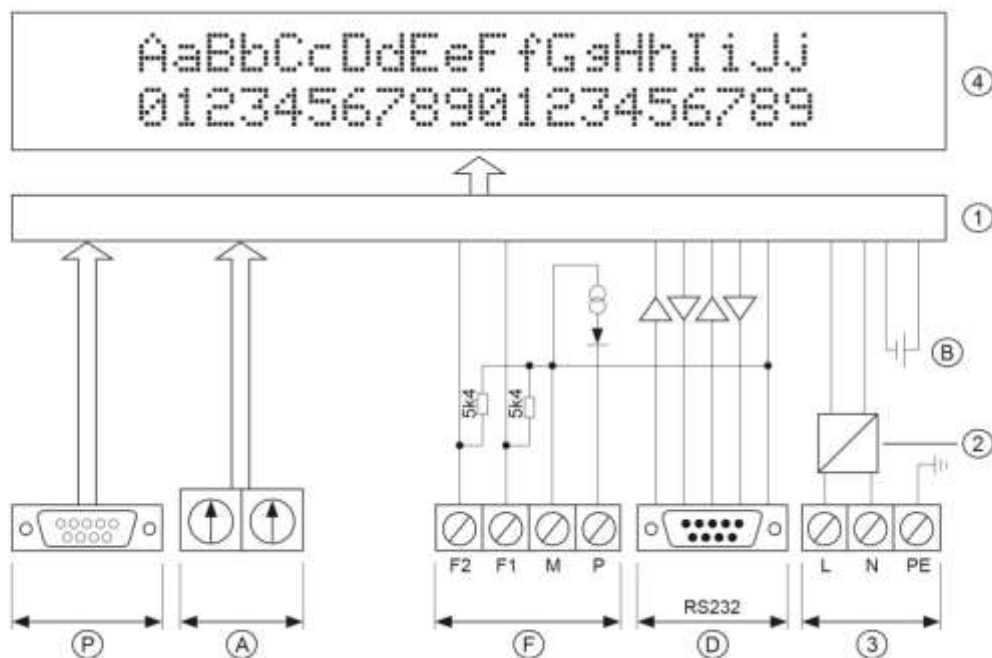 AaBbCcDdEeFfGgHhIiJj
01234567890123456789
4
1
B
5k4
5k4
2
F2 F1 M P
L N PE
RS232
P A F D 3